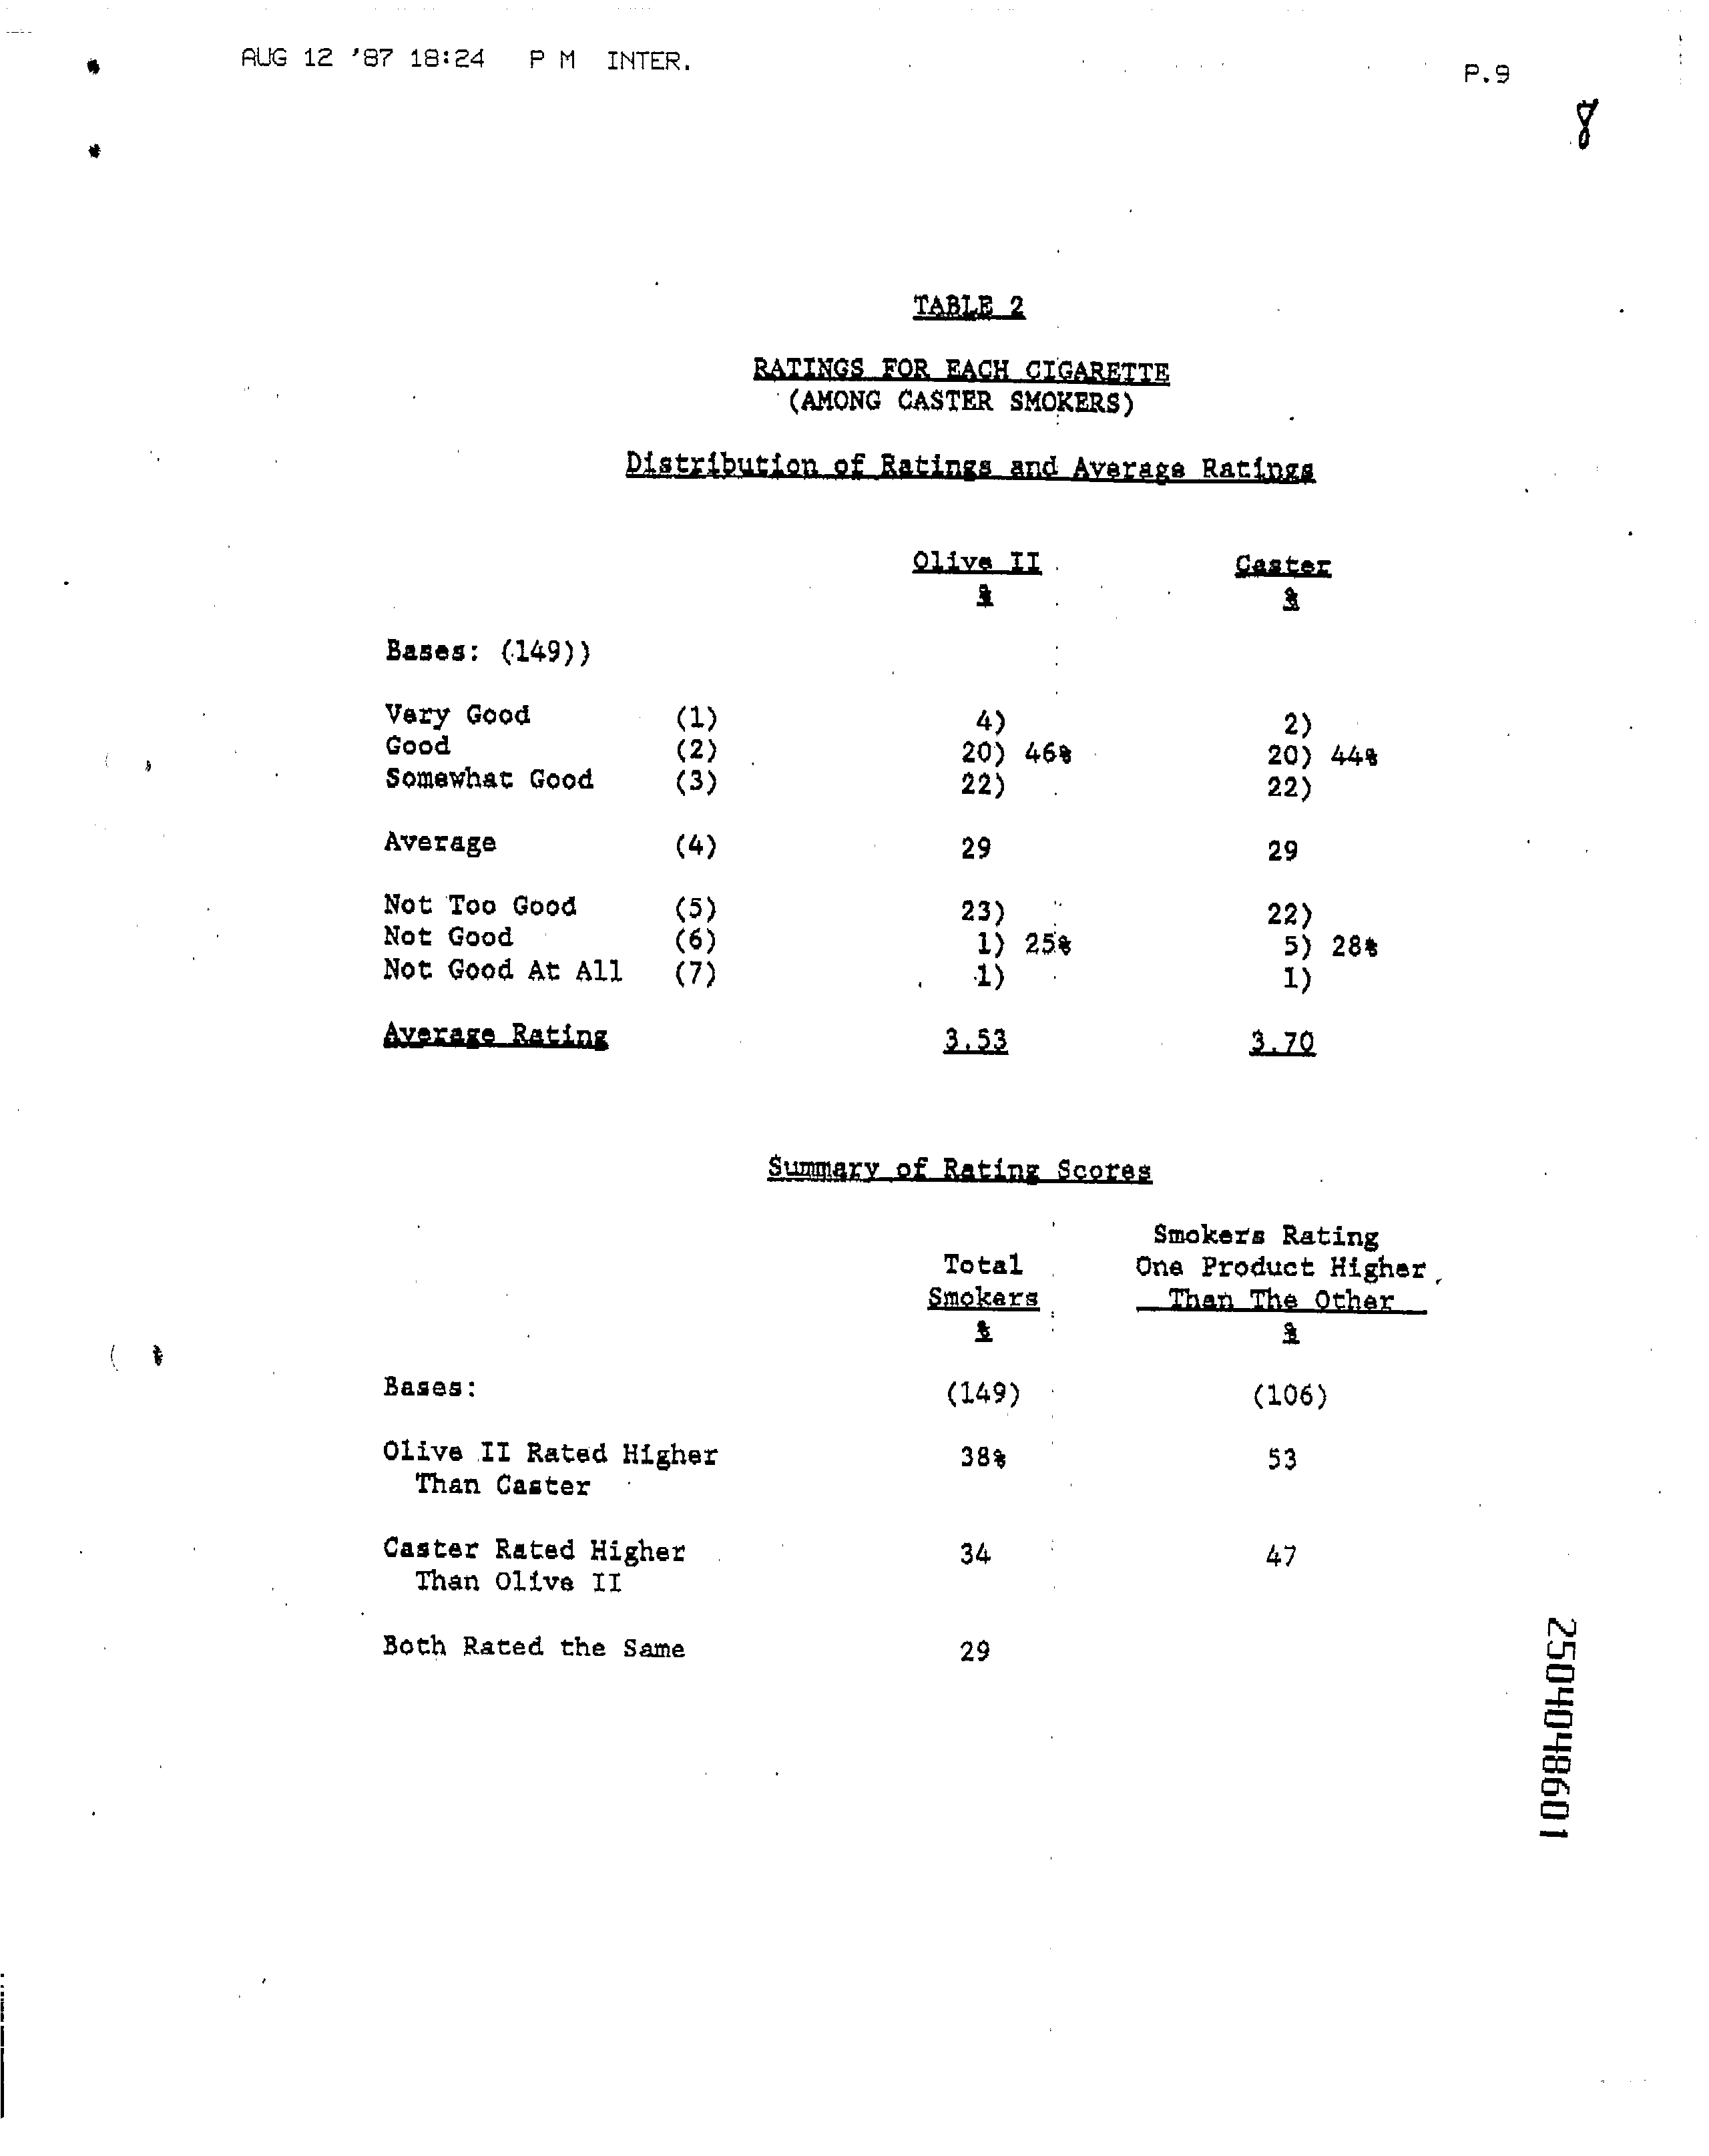 AUG 12 '87 18:24 P M INTER.
P.9
8
TABLE 2
RATINGS FOR EACH CIGARETTE
(AMONG CASTER SMOKERS)
Distribution of Ratings and Average Ratings
Olive II Caster
% %
Bases: (149))
Very Good (1) 4) 2)
Good (2) 20) 46% 20) 44%
Somewhat Good (3) 22) 22)
Average (4) 29 29
Not Too Good (5) 23) 22)
Not Good (6) 1) 25% 5) 28%
Not Good At All (7) 1) 1)
Average Rating 3.53 3.70
Summary of Rating Scores
Smokers Rating
Total One Product Higher
Smokers Than The Other
% %
Bases: (149) (106)
Olive II Rated Higher 38% 53
Than Caster
Caster Rated Higher 34 47
Than Olive II
Both Rated the Same 29
2504048601